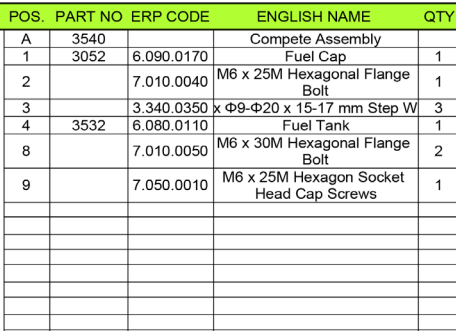 POS. PART NO ERP CODE ENGLISH NAME QTY
A 3540 Compete Assembly
1 3052 6.090.0170 Fuel Cap 1
2 7.010.0040 M6 x 25M Hexagonal Flange Bolt 1
3 3.340.0350 x Φ9-Φ20 x 15-17 mm Step W 3
4 3532 6.080.0110 Fuel Tank 1
8 7.010.0050 M6 x 30M Hexagonal Flange Bolt 2
9 7.050.0010 M6 x 25M Hexagon Socket Head Cap Screws 1